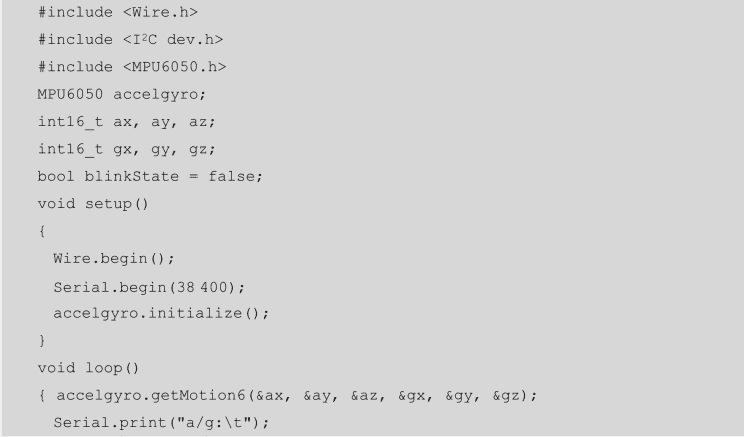 #include <Wire.h>
#include <I²C dev.h>
#include <MPU6050.h>
MPU6050 accelgyro;
int16_t ax, ay, az;
int16_t gx, gy, gz;
bool blinkState = false;
void setup()
{
Wire.begin();
Serial.begin(38 400);
accelgyro.initialize();
}
void loop()
{ accelgyro.getMotion6(&ax, &ay, &az, &gx, &gy, &gz);
Serial.print("a/g:\t");